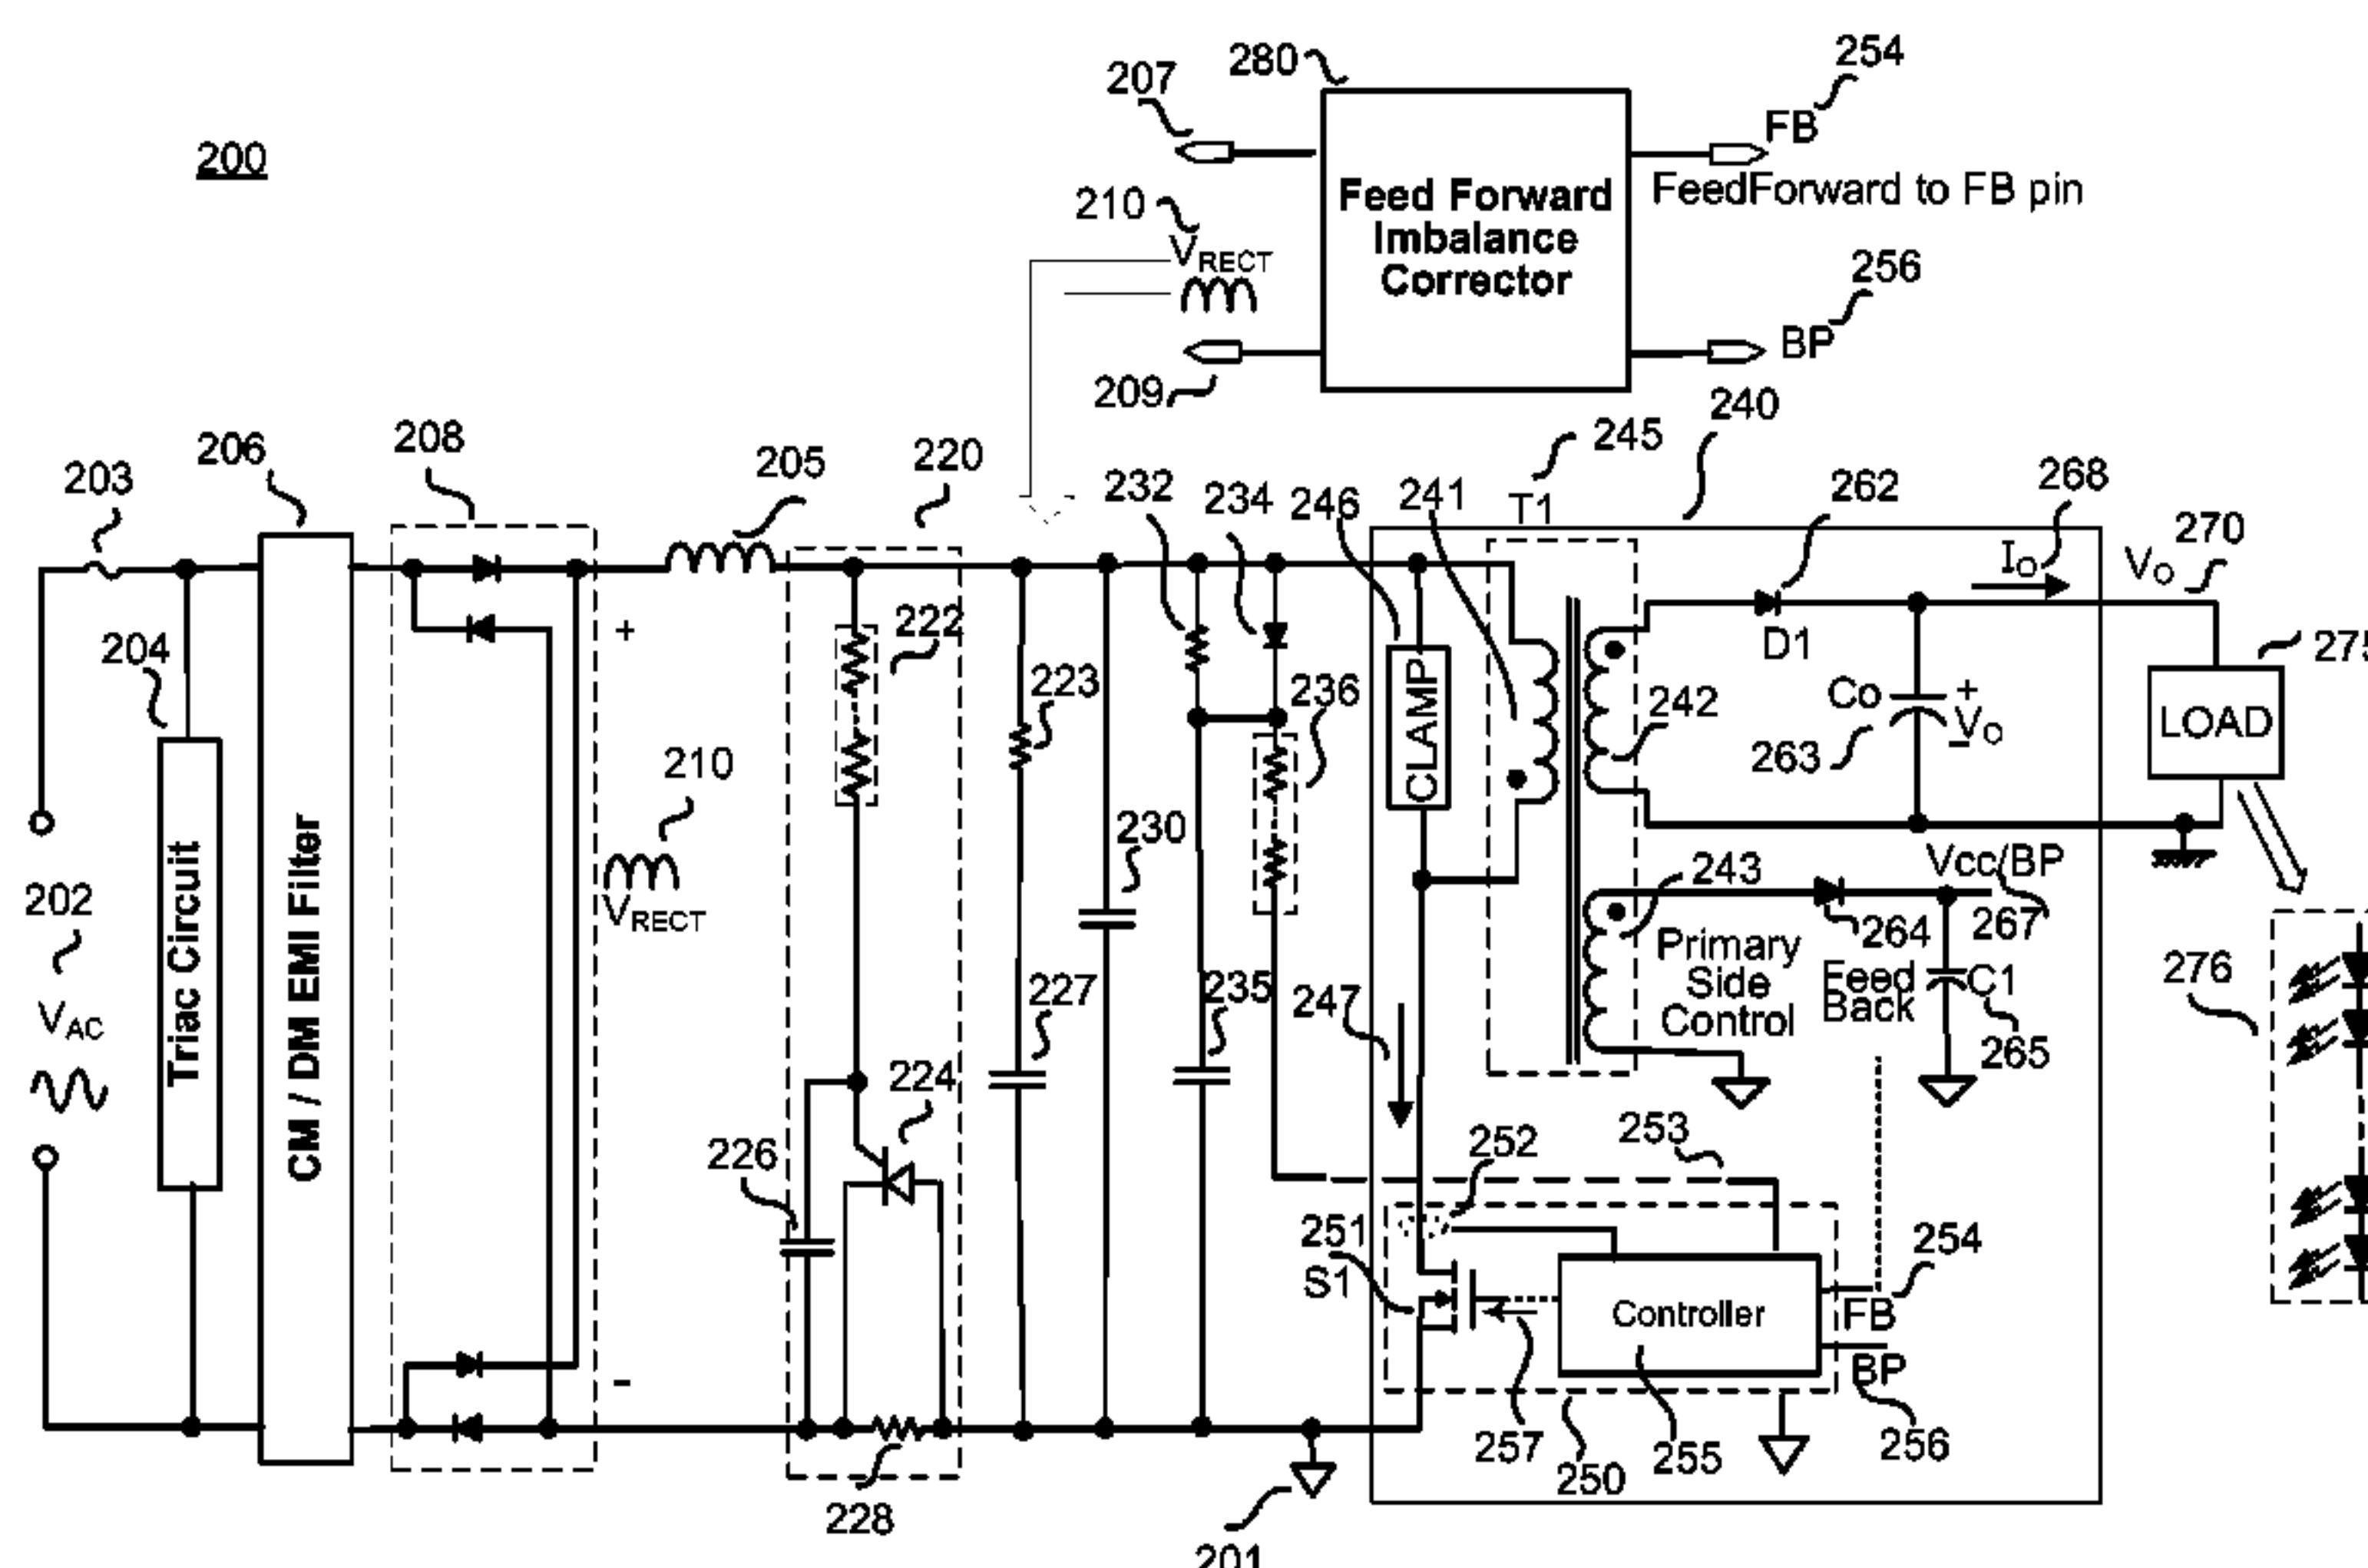 200
207
280
254
FB
210
VRECT
Feed Forward
Imbalance
Corrector
FeedForward to FB pin
256
BP
209
240
203
206
208
205
220
232
234
246
241
245
T1
262
268
IO
VO
270
204
+
222
223
236
242
D1
Co
+
VO
-
263
LOAD
275
Triac Circuit
CM / DM EMI Filter
210
VRECT
230
CLAMP
243
Vcc/BP
267
264
202
VAC
227
235
247
Primary
Side
Control
Feed
Back
C1
265
276
226
224
252
253
251
S1
Controller
254
FB
BP
256
-
228
257
250
255
201